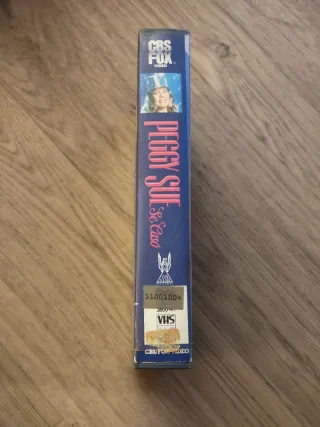 CBS
FOX
VIDEO
PEGGY SUE
Se Casó
VHS
CBS/FOX VIDEO